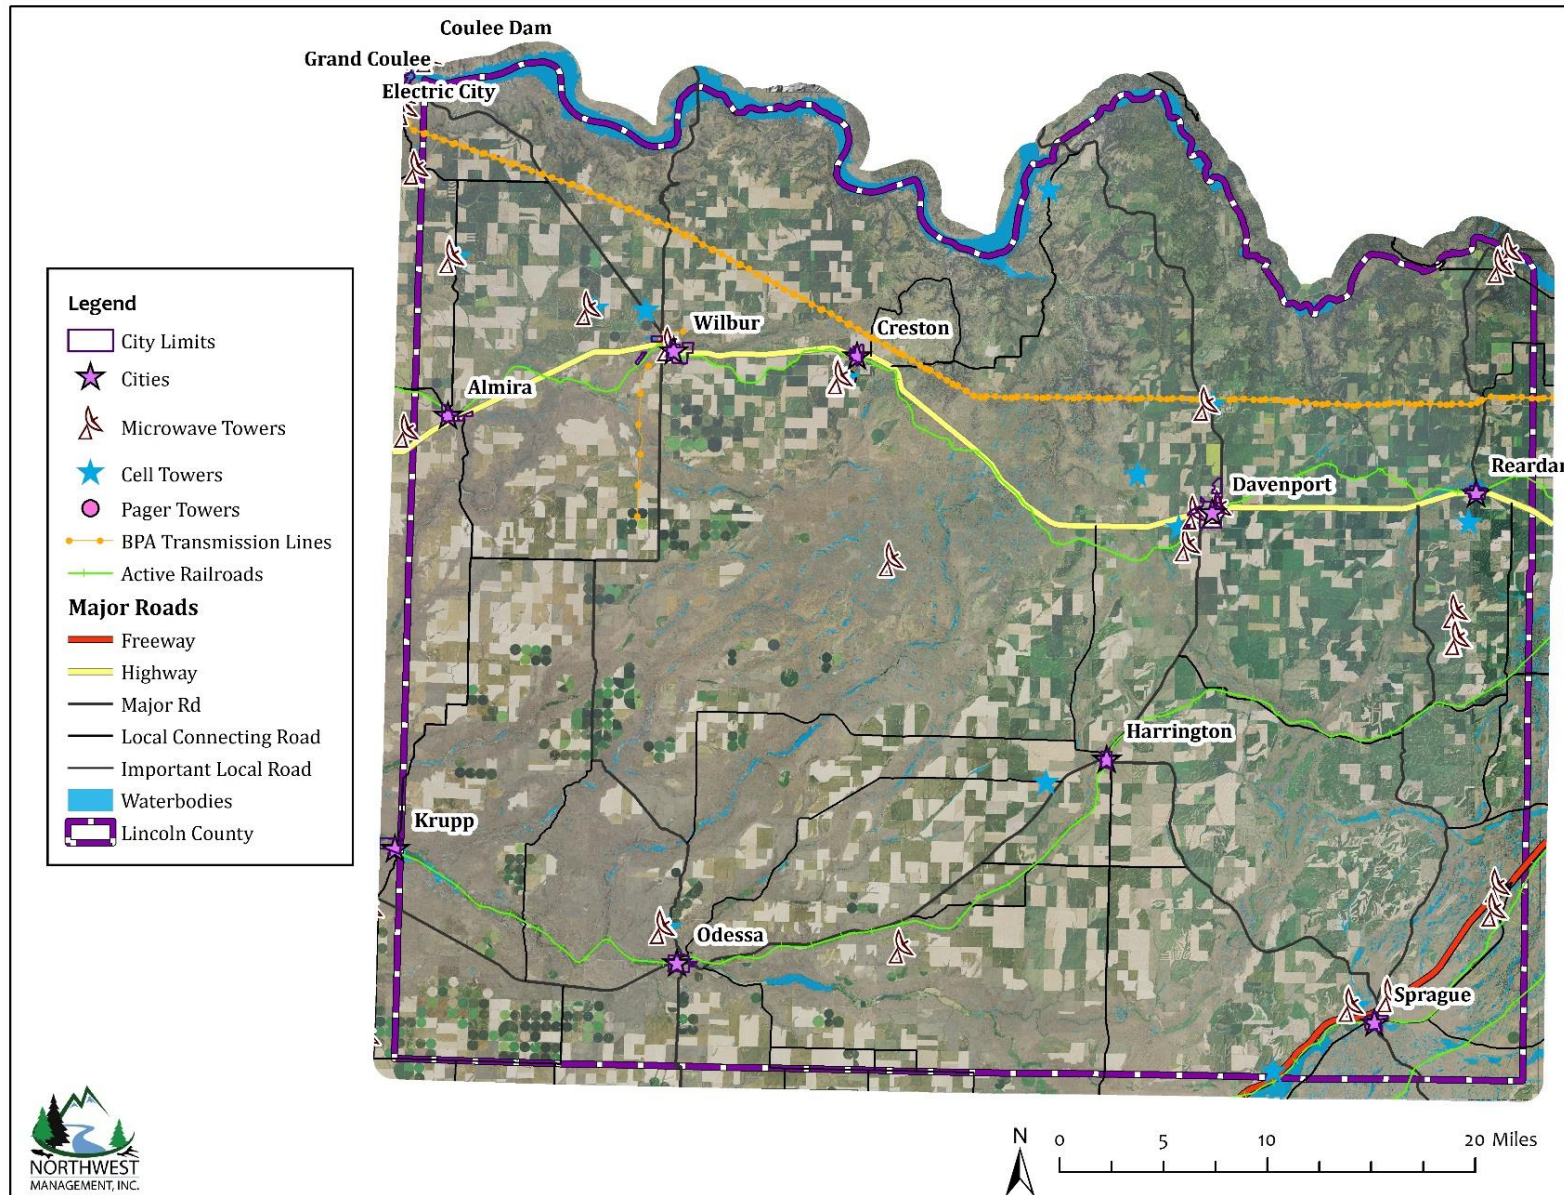 Coulee Dam
Grand Coulee
Electric City
Wilbur
Creston
Almira
Davenport
Reardan
Harrington
Krupp
Odessa
Sprague
Legend
City Limits
Cities
Microwave Towers
Cell Towers
Pager Towers
BPA Transmission Lines
Active Railroads
Major Roads
Freeway
Highway
Major Rd
Local Connecting Road
Important Local Road
Waterbodies
Lincoln County
NORTHWEST
MANAGEMENT, INC.
N
0 5 10 20 Miles